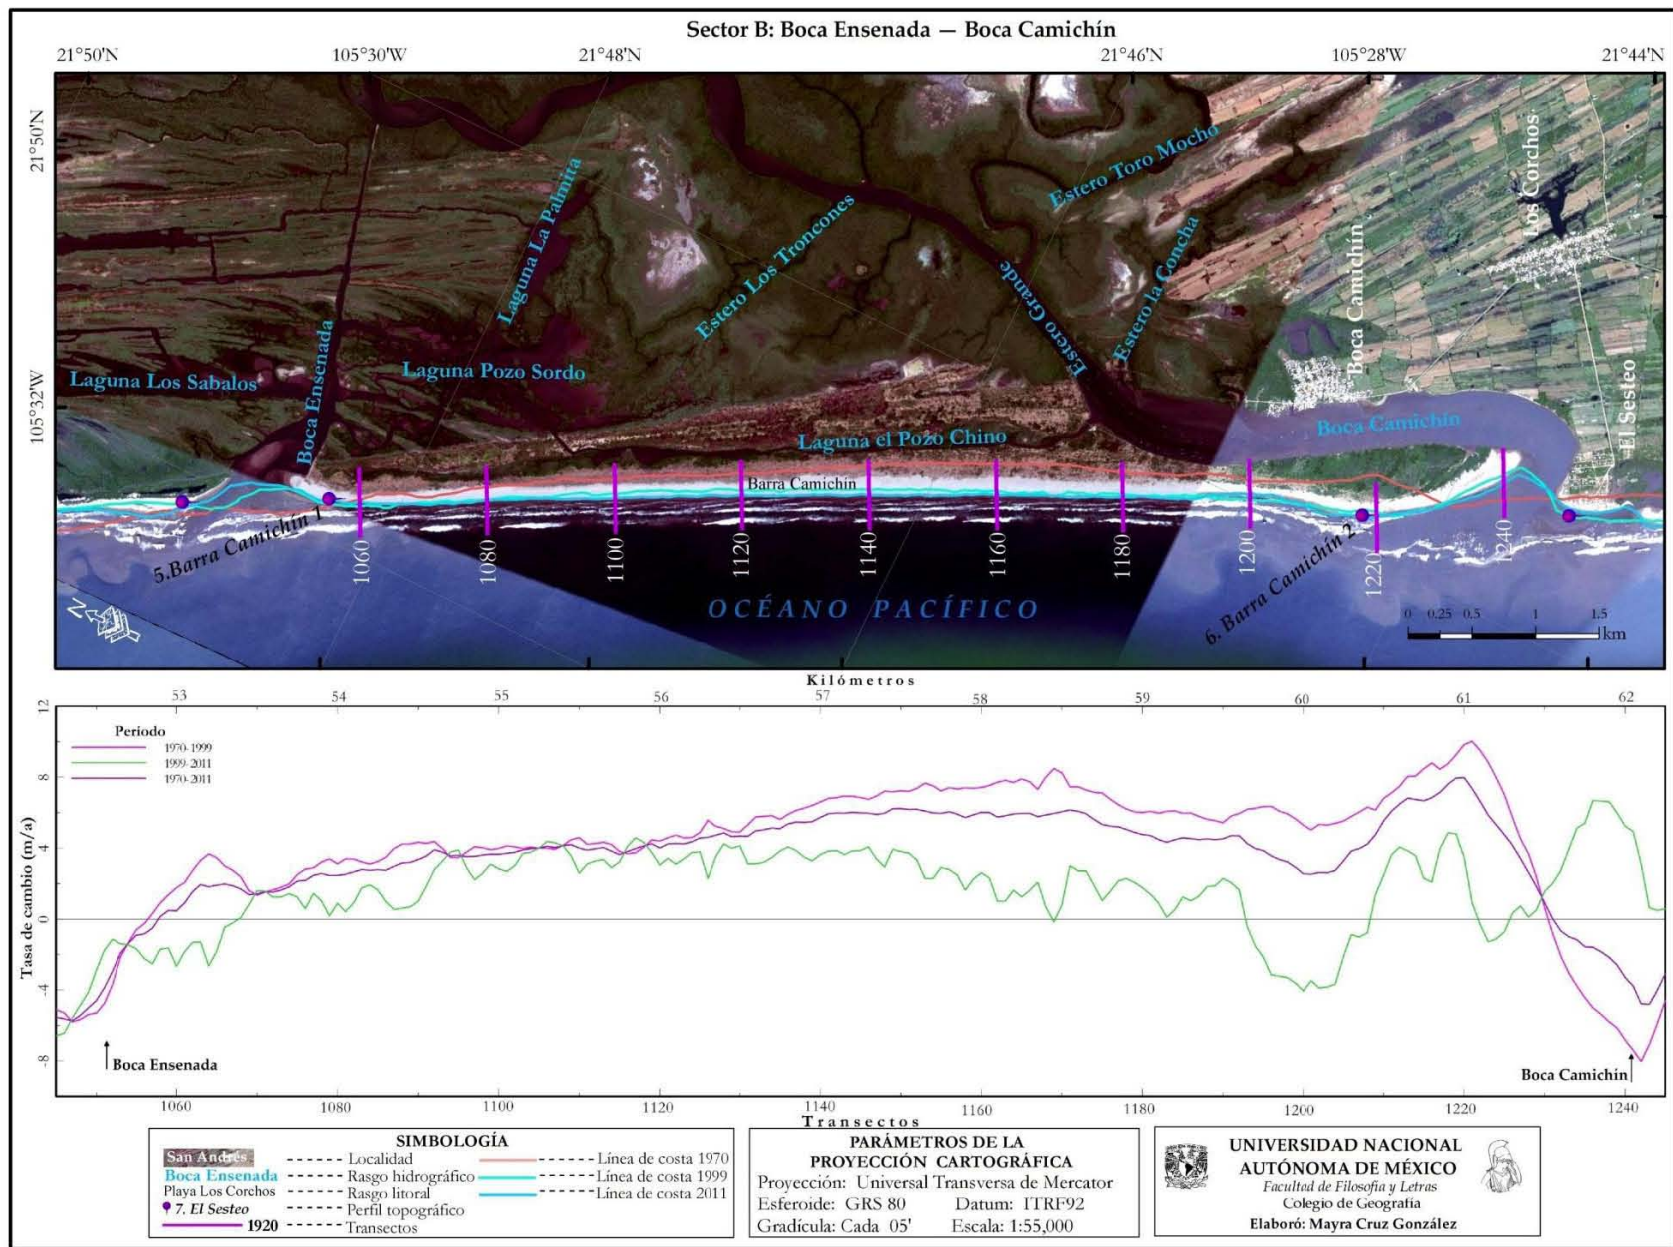 Sector B: Boca Ensenada — Boca Camichín
21°50'N 105°30'W 21°48'N 21°46'N 105°28'W 21°44'N
21°50'N
105°32'W
Laguna Los Sabalos
Boca Ensenada
Laguna Pozo Sordo
Laguna La Palmita
Estero Los Troncones
Estero Grande
Estero Toro Mocho
Estero la Concha
Laguna el Pozo Chino
Barra Camichín
Boca Camichín
Boca Camichín
Los Corchos
El Sesteo
5.Barra Camichín 1
6. Barra Camichín 2
1060 1080 1100 1120 1140 1160 1180 1200 1220 1240
OCÉANO PACÍFICO
N
0 0.25 0.5 1 1.5
km
Kilómetros
53 54 55 56 57 58 59 60 61 62
Tasa de cambio (m/a)
12
8
4
0
-4
-8
Periodo
1970-1999
1999-2011
1970-2011
Boca Ensenada
Boca Camichín
1060 1080 1100 1120 1140 1160 1180 1200 1220 1240
Transectos
SIMBOLOGÍA
San Andrés ------ Localidad
Boca Ensenada ------ Rasgo hidrográfico
Playa Los Corchos ------ Rasgo litoral
7. El Sesteo ------ Perfil topográfico
1920 ------ Transectos
------ Línea de costa 1970
------ Línea de costa 1999
------ Línea de costa 2011
PARÁMETROS DE LA
PROYECCIÓN CARTOGRÁFICA
Proyección: Universal Transversa de Mercator
Esferoide: GRS 80 Datum: ITRF92
Gradícula: Cada 05' Escala: 1:55,000
UNIVERSIDAD NACIONAL
AUTÓNOMA DE MÉXICO
Facultad de Filosofía y Letras
Colegio de Geografía
Elaboró: Mayra Cruz González